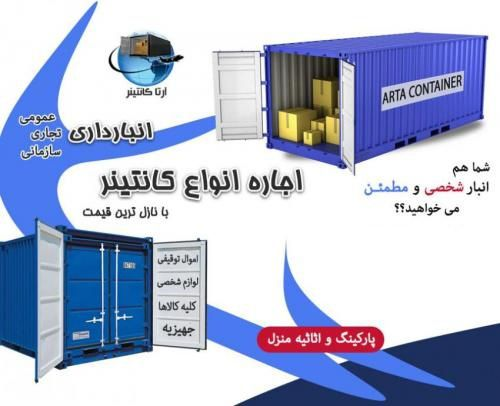 ارتا کانتینر
انبارداری
عمومی
تجاری
سازمانی
ARTA CONTAINER
اجاره انواع کانتینر
با نازل ترین قیمت
شما هم
انبار شخصی و مطمئن
می خواهید؟؟
اموال توقیفی
لوازم شخصی
کلیه کالاها
جهیزیه
پارکینگ و اثاثیه منزل